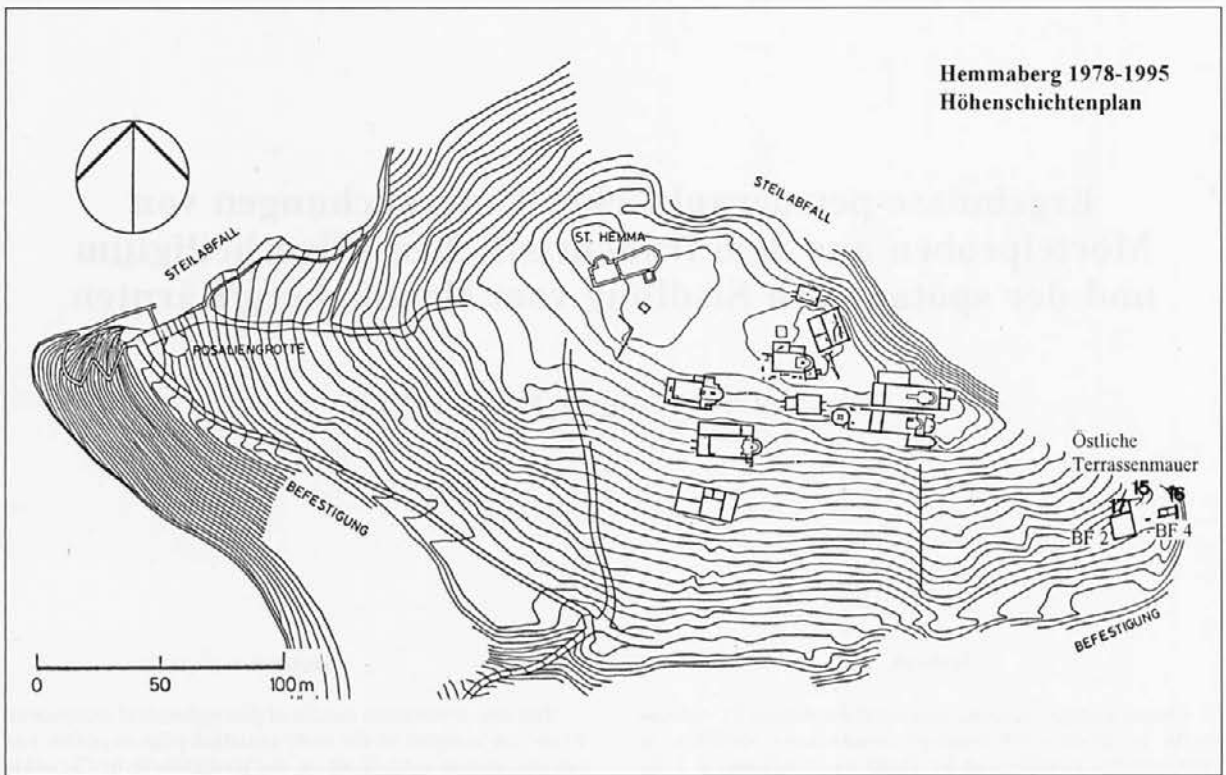 Hemmaberg 1978-1995
Höhenschichtenplan
STEILABFALL
ST. HEMMA
STEILABFALL
ROSALIENGROTTE
BEFESTIGUNG
Östliche
Terrassenmauer
15
16
17
BF 2
BF 4
BEFESTIGUNG
0 50 100m